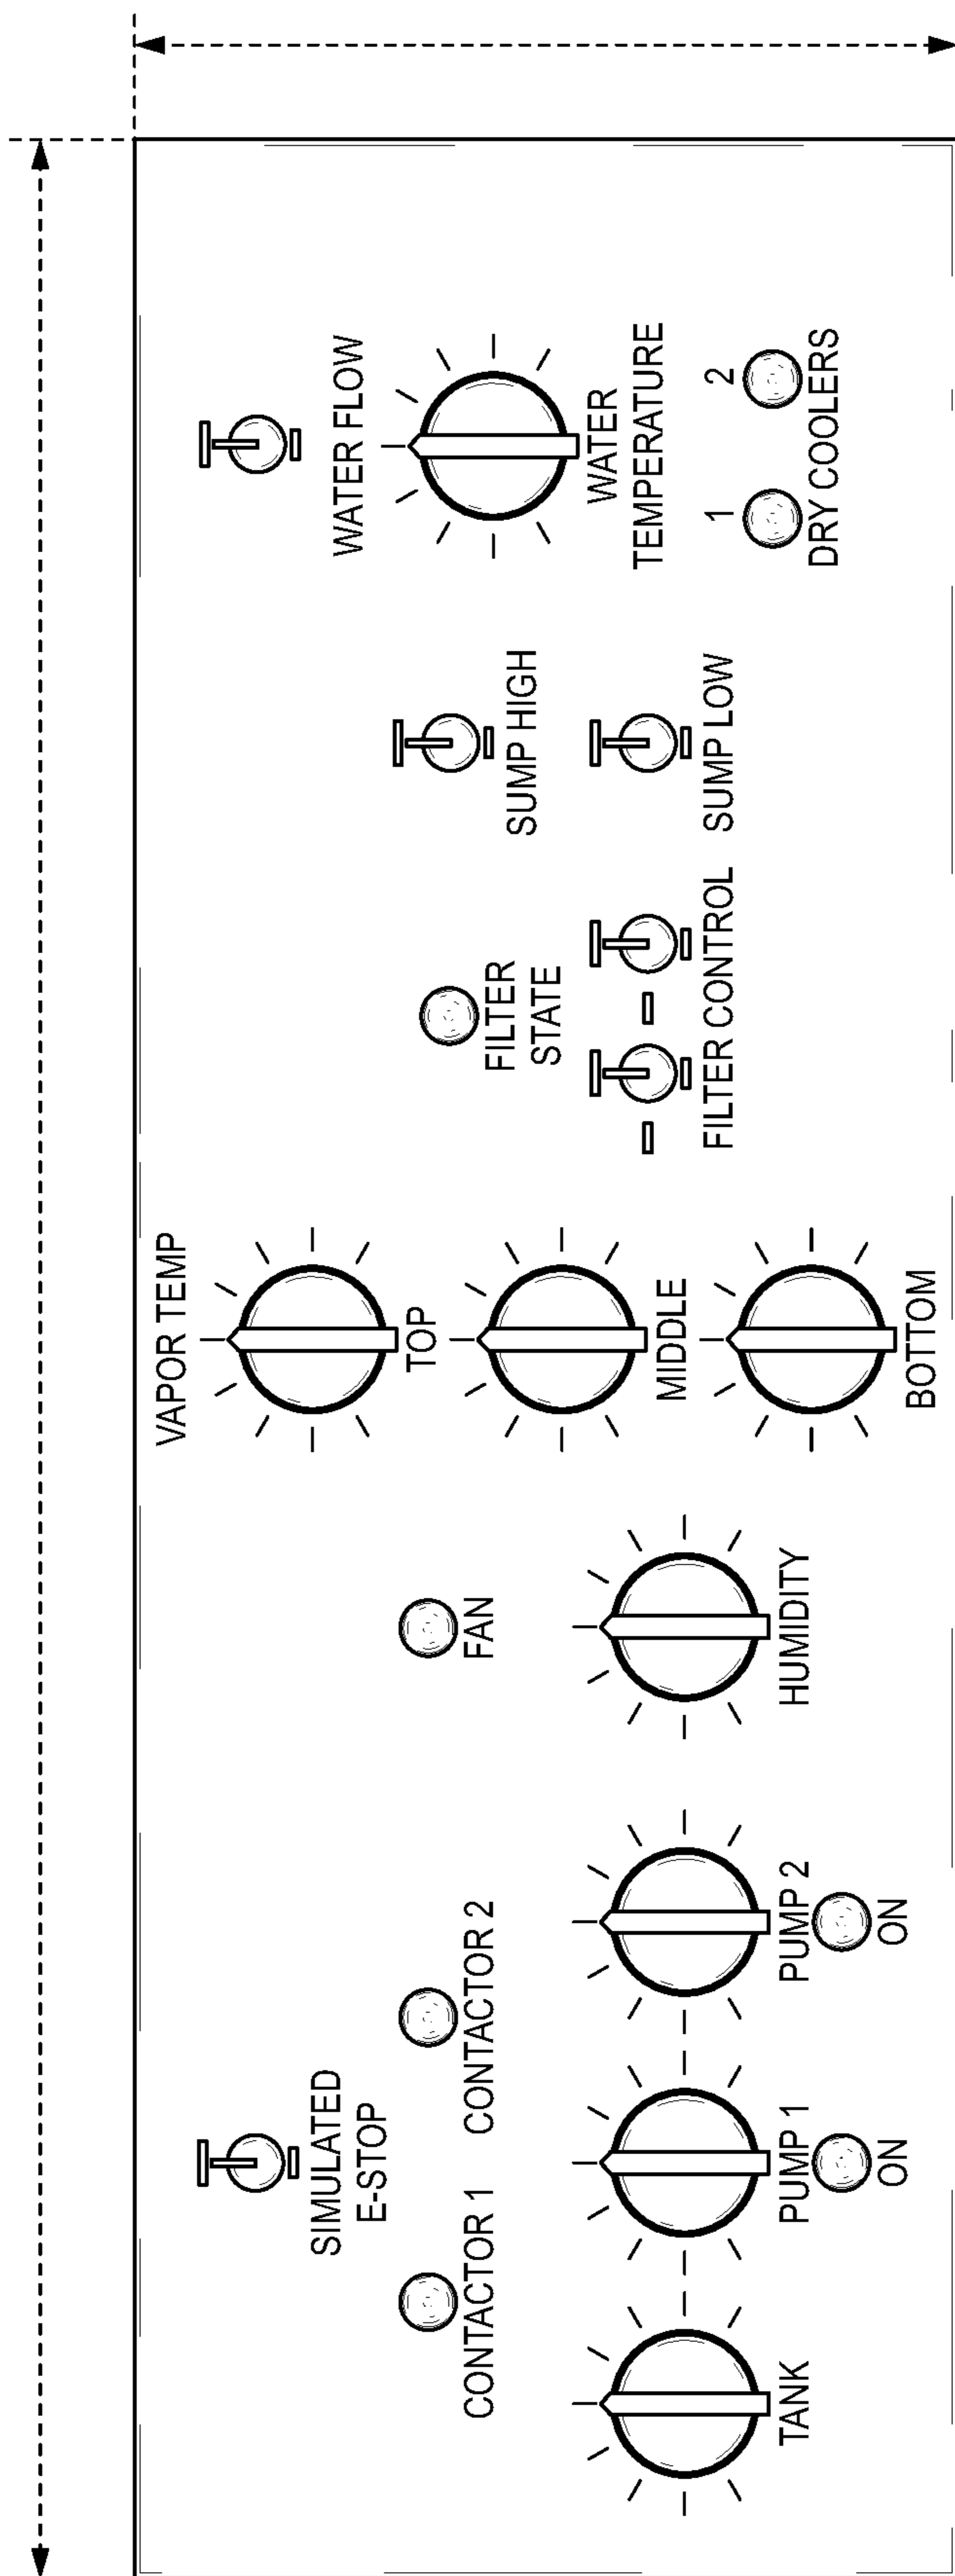 SIMULATED
E-STOP
CONTACTOR 1
CONTACTOR 2
TANK
PUMP 1
ON
PUMP 2
ON
FAN
HUMIDITY
VAPOR TEMP
TOP
MIDDLE
BOTTOM
FILTER
STATE
FILTER CONTROL
SUMP HIGH
SUMP LOW
WATER FLOW
WATER
TEMPERATURE
1 2
DRY COOLERS